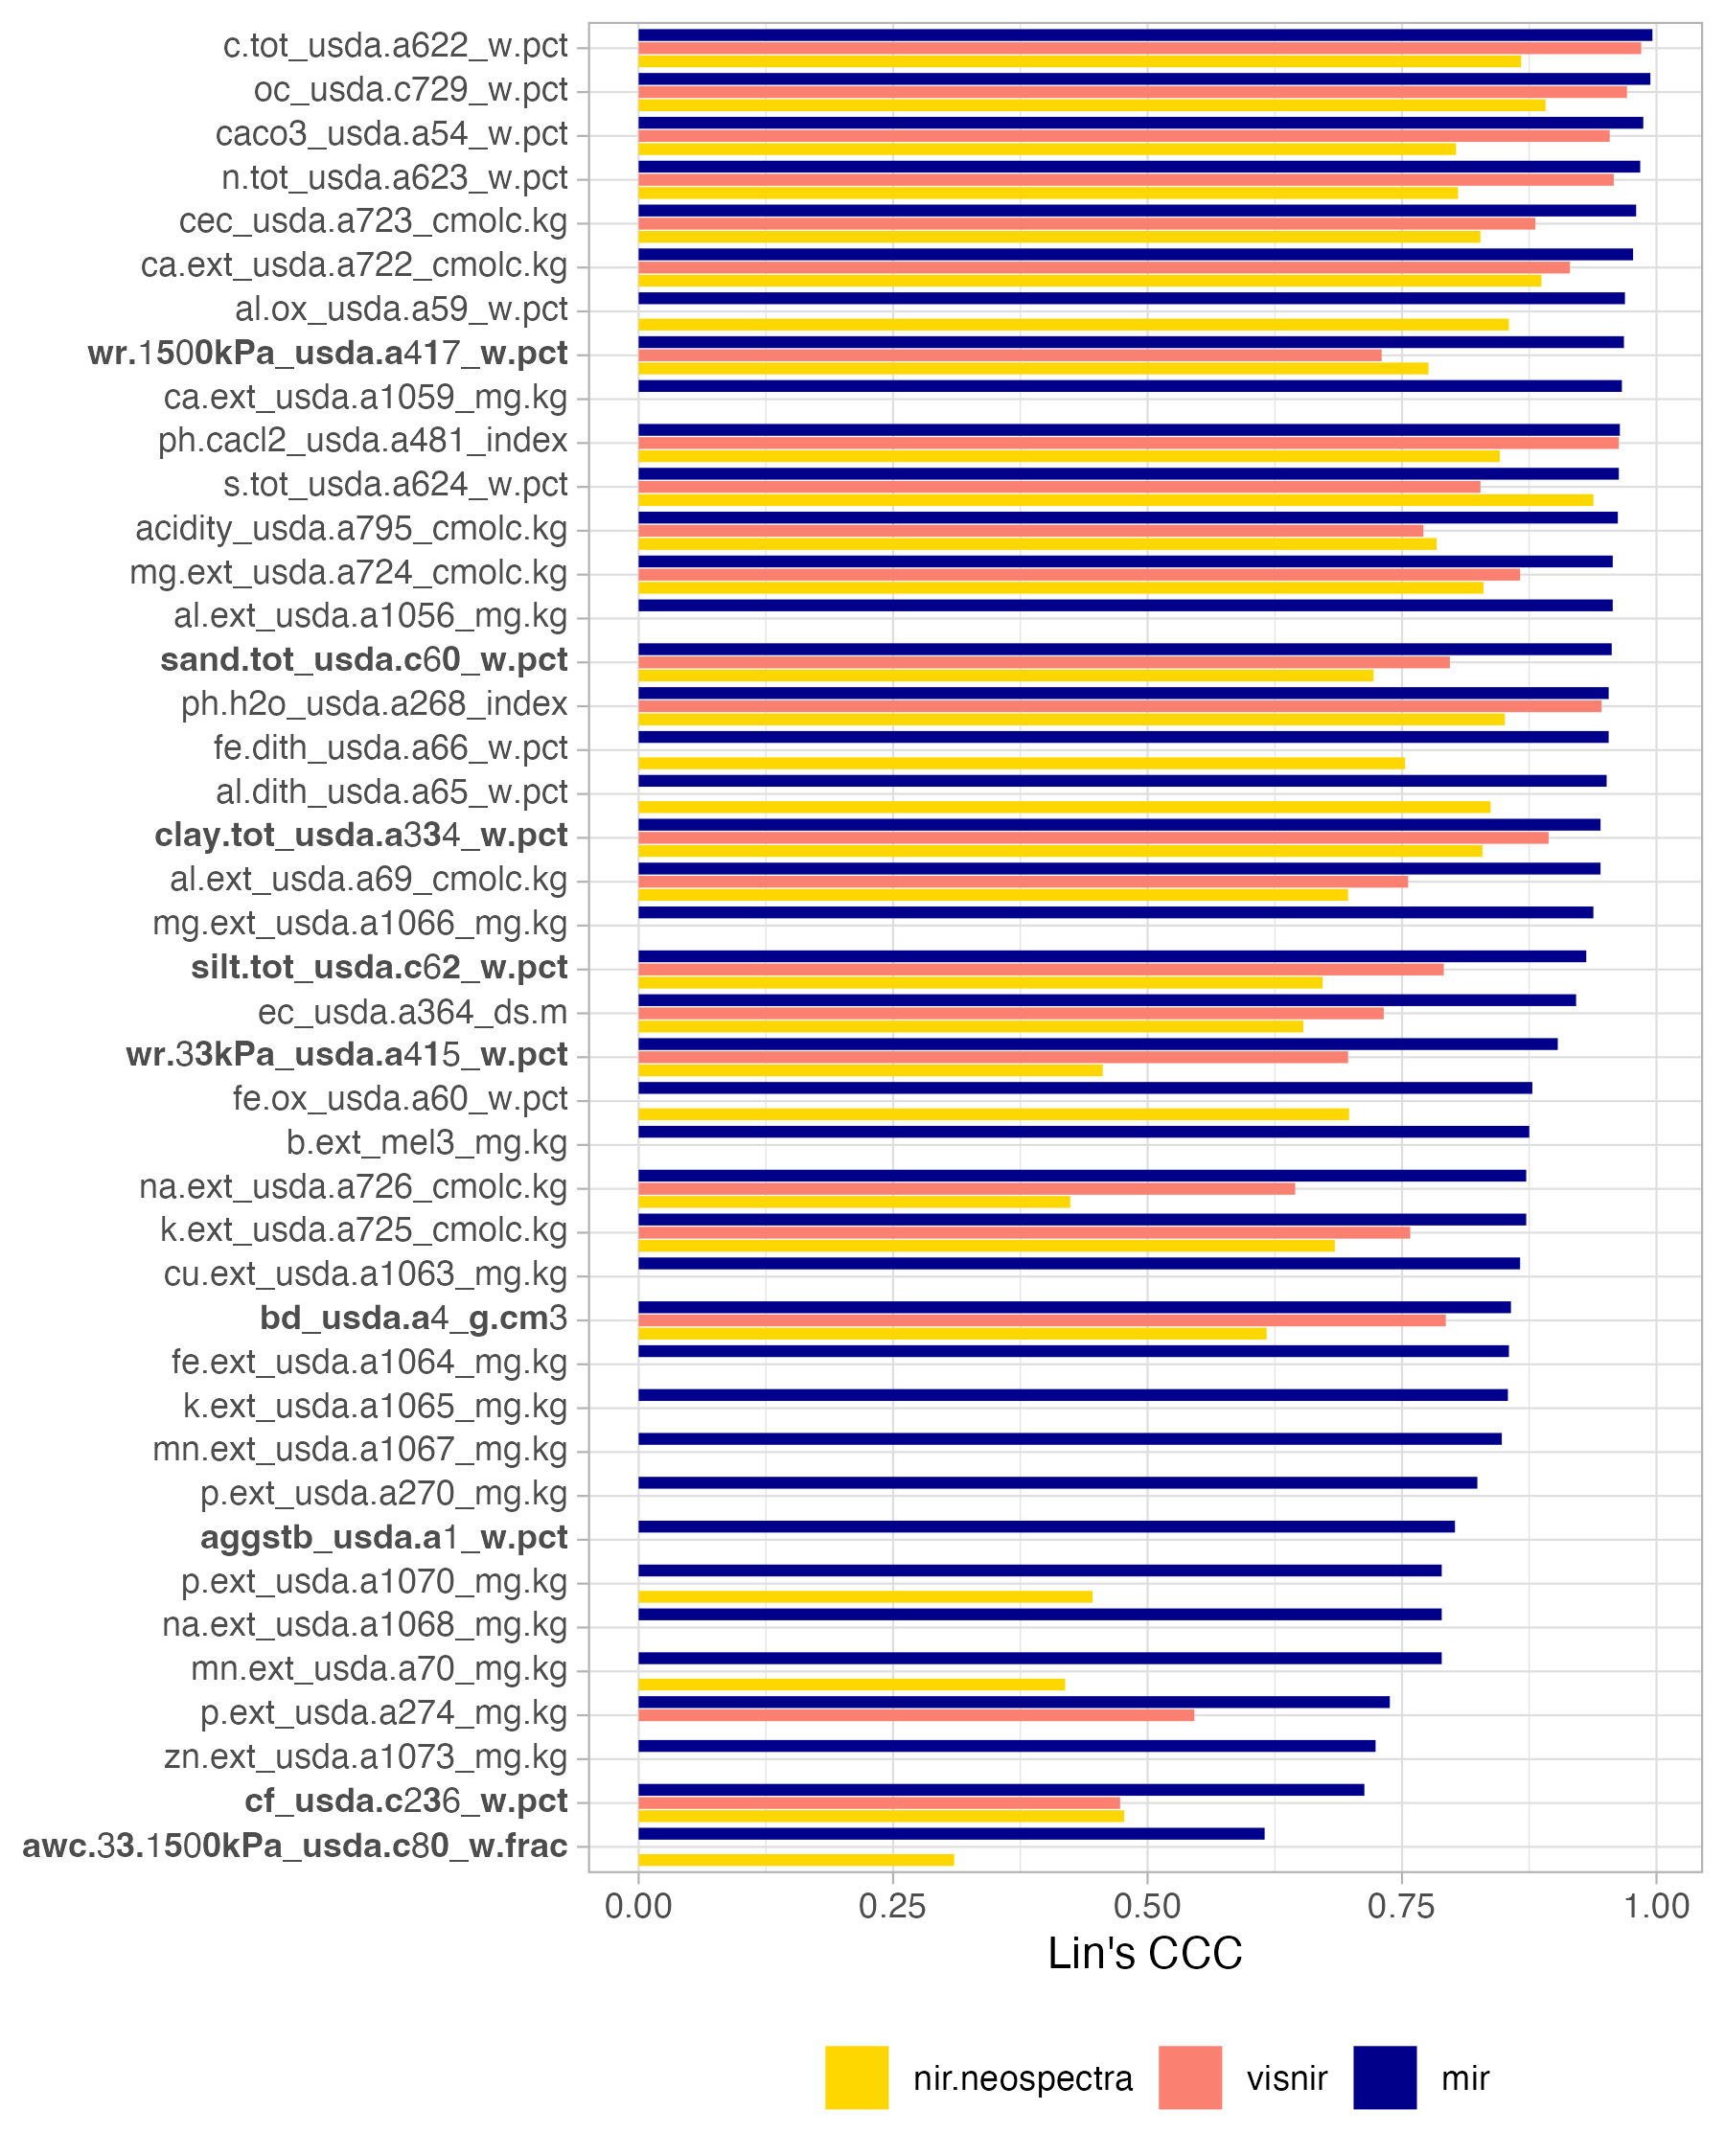 c.tot_usda.a622_w.pct
oc_usda.c729_w.pct
caco3_usda.a54_w.pct
n.tot_usda.a623_w.pct
cec_usda.a723_cmolc.kg
ca.ext_usda.a722_cmolc.kg
al.ox_usda.a59_w.pct
wr.1500kPa_usda.a417_w.pct
ca.ext_usda.a1059_mg.kg
ph.cacl2_usda.a481_index
s.tot_usda.a624_w.pct
acidity_usda.a795_cmolc.kg
mg.ext_usda.a724_cmolc.kg
al.ext_usda.a1056_mg.kg
sand.tot_usda.c60_w.pct
ph.h2o_usda.a268_index
fe.dith_usda.a66_w.pct
al.dith_usda.a65_w.pct
clay.tot_usda.a334_w.pct
al.ext_usda.a69_cmolc.kg
mg.ext_usda.a1066_mg.kg
silt.tot_usda.c62_w.pct
ec_usda.a364_ds.m
wr.33kPa_usda.a415_w.pct
fe.ox_usda.a60_w.pct
b.ext_mel3_mg.kg
na.ext_usda.a726_cmolc.kg
k.ext_usda.a725_cmolc.kg
cu.ext_usda.a1063_mg.kg
bd_usda.a4_g.cm3
fe.ext_usda.a1064_mg.kg
k.ext_usda.a1065_mg.kg
mn.ext_usda.a1067_mg.kg
p.ext_usda.a270_mg.kg
aggstb_usda.a1_w.pct
p.ext_usda.a1070_mg.kg
na.ext_usda.a1068_mg.kg
mn.ext_usda.a70_mg.kg
p.ext_usda.a274_mg.kg
zn.ext_usda.a1073_mg.kg
cf_usda.c236_w.pct
awc.33.1500kPa_usda.c80_w.frac
0.00 0.25 0.50 0.75 1.00
Lin's CCC
nir.neospectra visnir mir